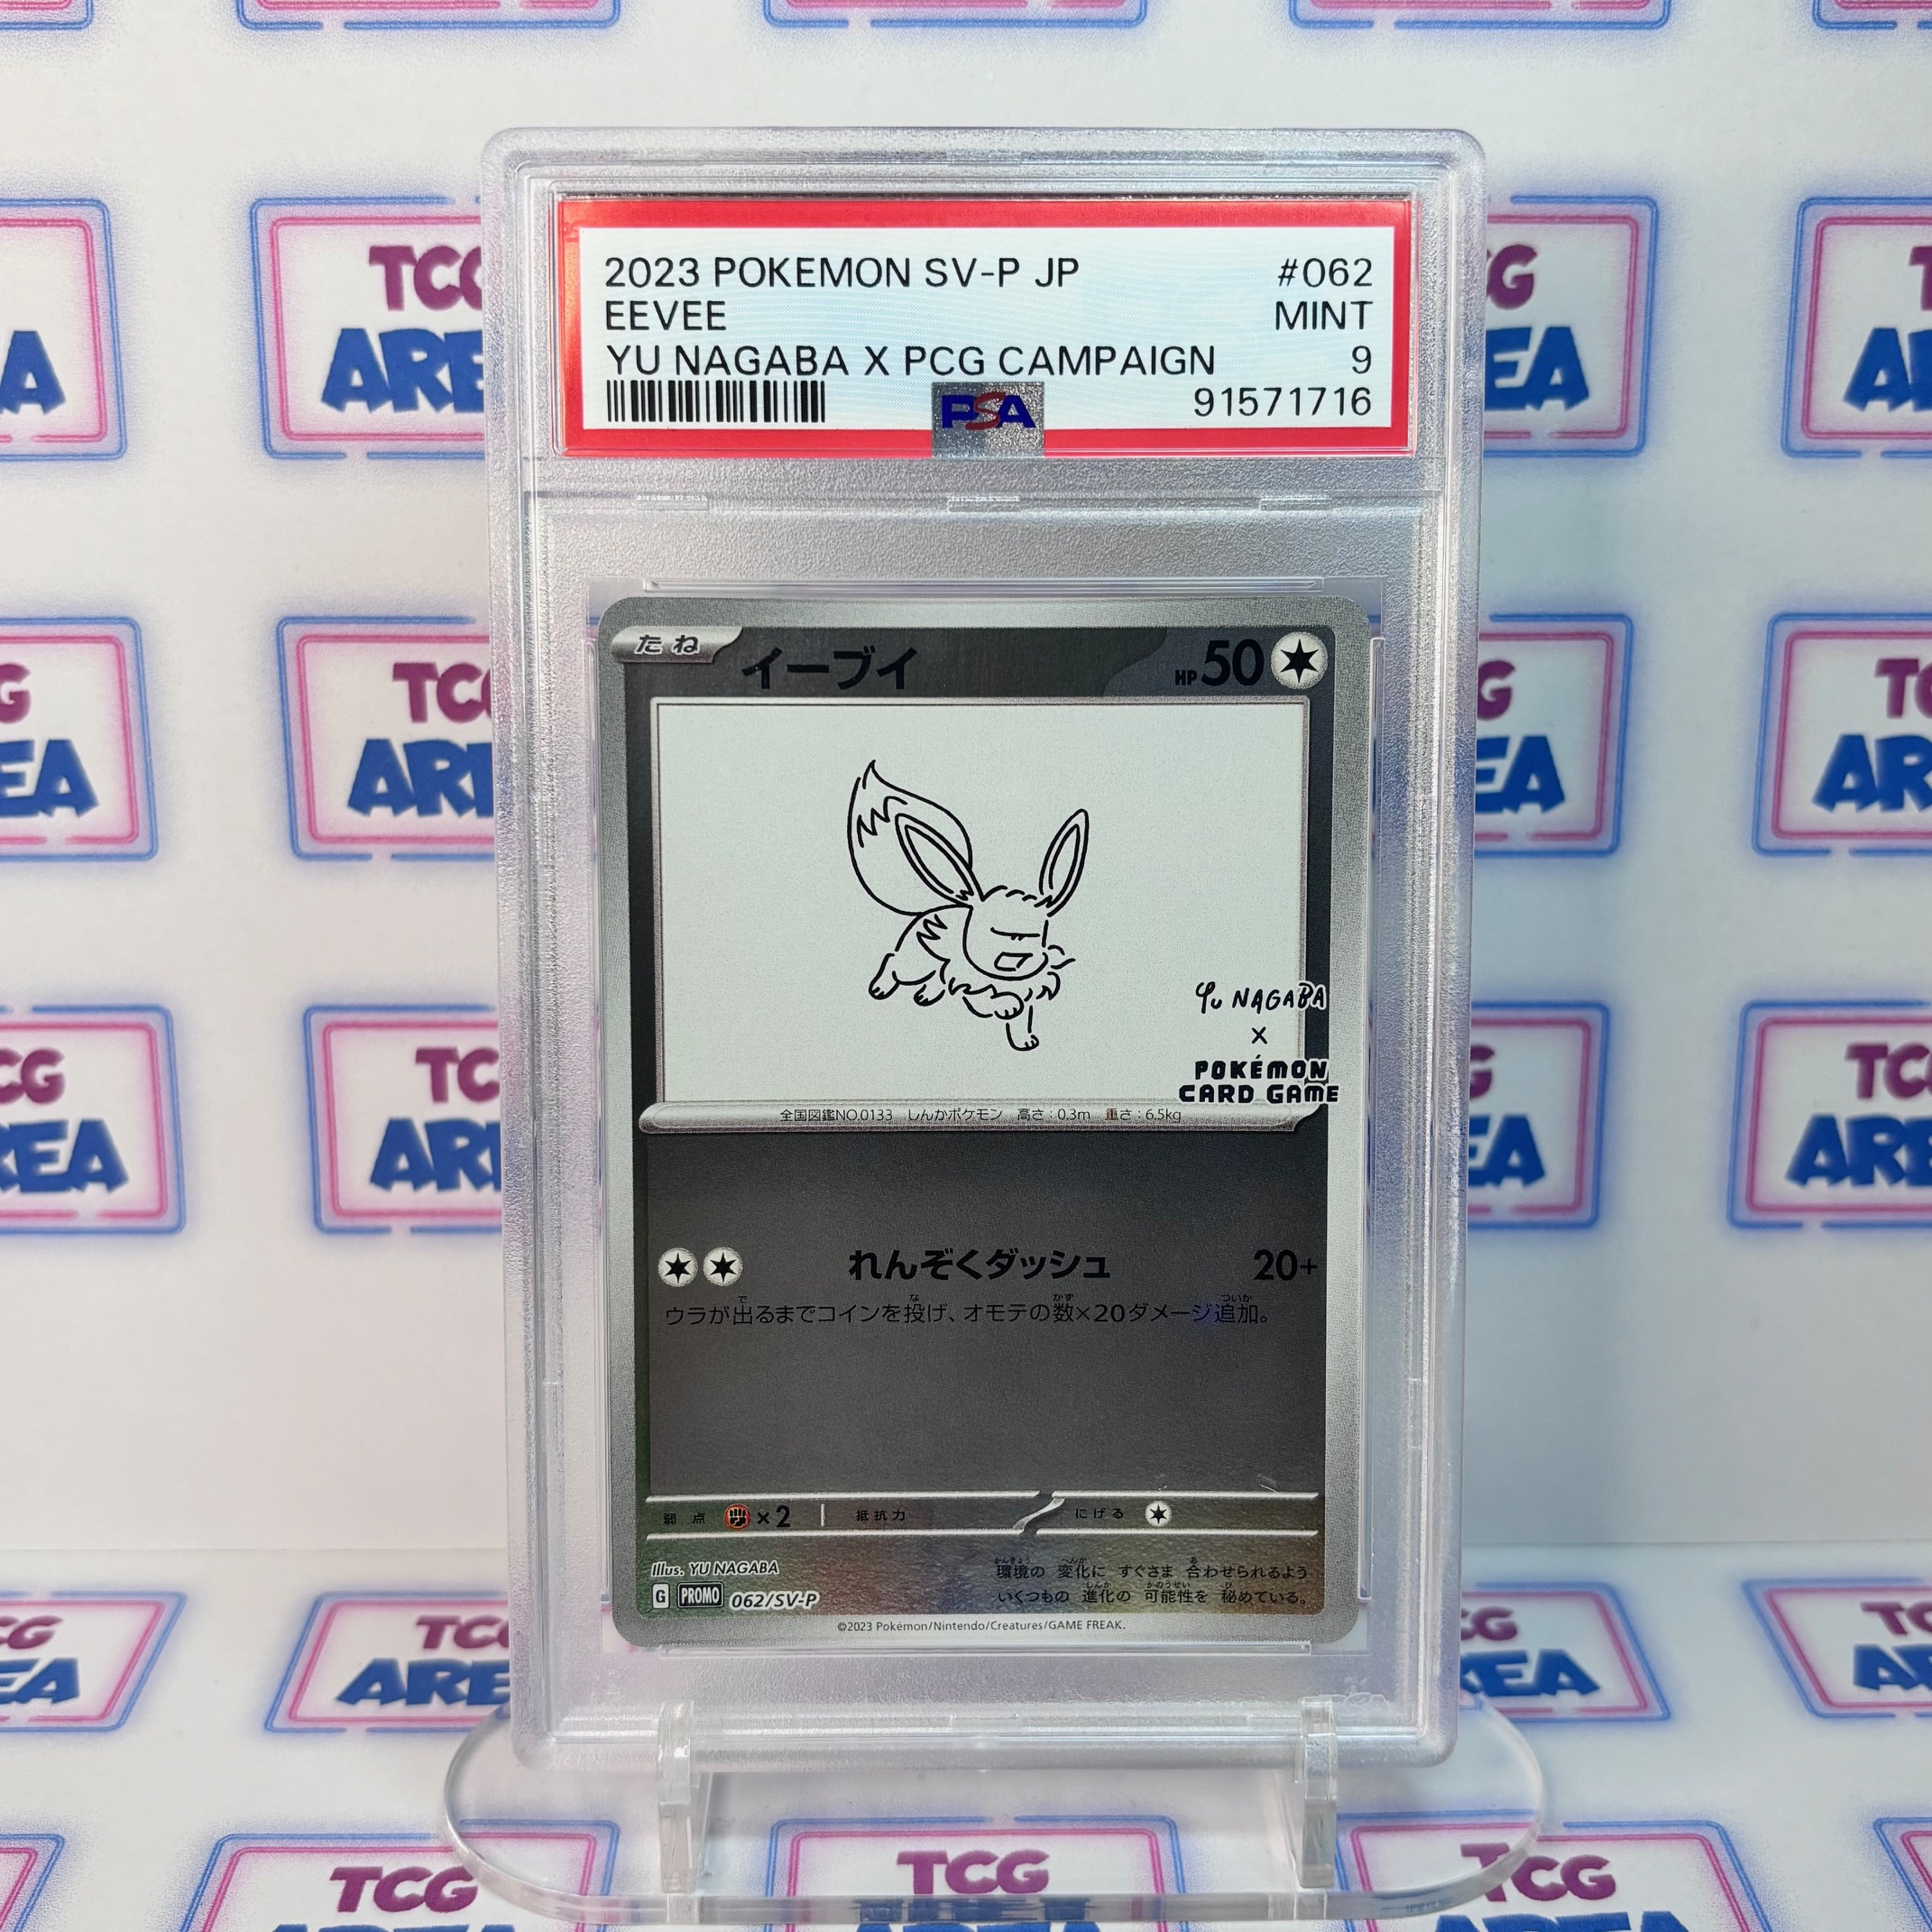 2023 POKEMON SV-P JP #062
EEVEE MINT
YU NAGABA X PCG CAMPAIGN 9
PSA 91571716
たね イーブイ HP 50
YU NAGABA
X
POKÉMON
CARD GAME
全国図鑑NO.0133 しんかポケモン 高さ:0.3m 重さ:6.5kg
れんぞくダッシュ 20+
ウラが出るまでコインを投げ、オモテの数×20ダメージ追加。
弱点 ×2 抵抗力 にげる
Illus. YU NAGABA
環境の 変化に すぐさま 合わせられるよう
いくつもの 進化の 可能性を 秘めている。
G PROMO 062/SV-P
©2023 Pokémon/Nintendo/Creatures/GAME FREAK.
TCG
AREA